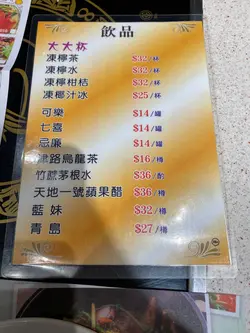 飲品
大大杯
凍檸茶 $32/杯
凍檸水 $32/杯
凍檸柑桔 $32/杯
凍椰汁冰 $25/杯
可樂 $14/罐
七喜 $14/罐
忌廉 $14/罐
道路烏龍茶 $16/樽
竹蔗茅根水 $36/酌
天地一號蘋果醋 $36/樽
藍妹 $32/樽
青島 $27/樽